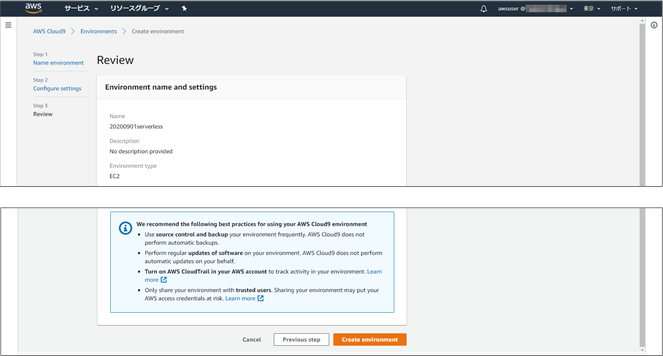 aws サービス リソースグループ awsuser @ 東京 サポート
AWS Cloud9 Environments Create environment
Step 1
Name environment
Step 2
Configure settings
Step 3
Review
Review
Environment name and settings
Name
20200901serverless
Description
No description provided
Environment type
EC2
We recommend the following best practices for using your AWS Cloud9 environment
Use source control and backup your environment frequently. AWS Cloud9 does not
perform automatic backups.
Perform regular updates of software on your environment. AWS Cloud9 does not perform
automatic updates on your behalf.
Turn on AWS CloudTrail in your AWS account to track activity in your environment. Learn
more
Only share your environment with trusted users. Sharing your environment may put your
AWS access credentials at risk. Learn more
Cancel Previous step Create environment